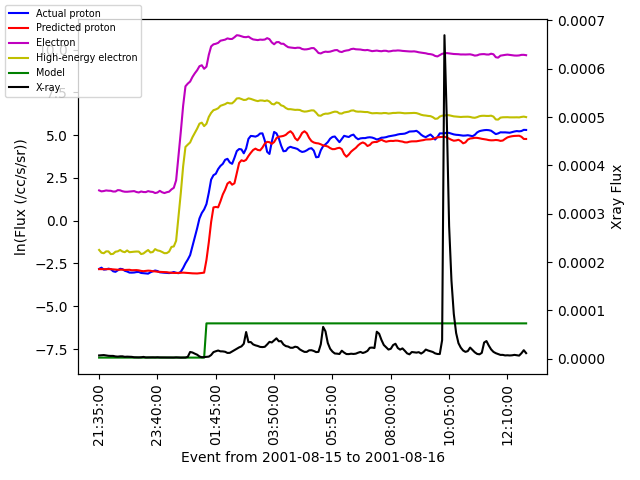 Actual proton
Predicted proton
Electron
High-energy electron
Model
X-ray
10.0
7.5
5.0
2.5
0.0
−2.5
−5.0
−7.5
ln(Flux (/cc/s/sr))
0.0007
0.0006
0.0005
0.0004
0.0003
0.0002
0.0001
0.0000
Xray Flux
21:35:00
23:40:00
01:45:00
03:50:00
05:55:00
08:00:00
10:05:00
12:10:00
Event from 2001-08-15 to 2001-08-16